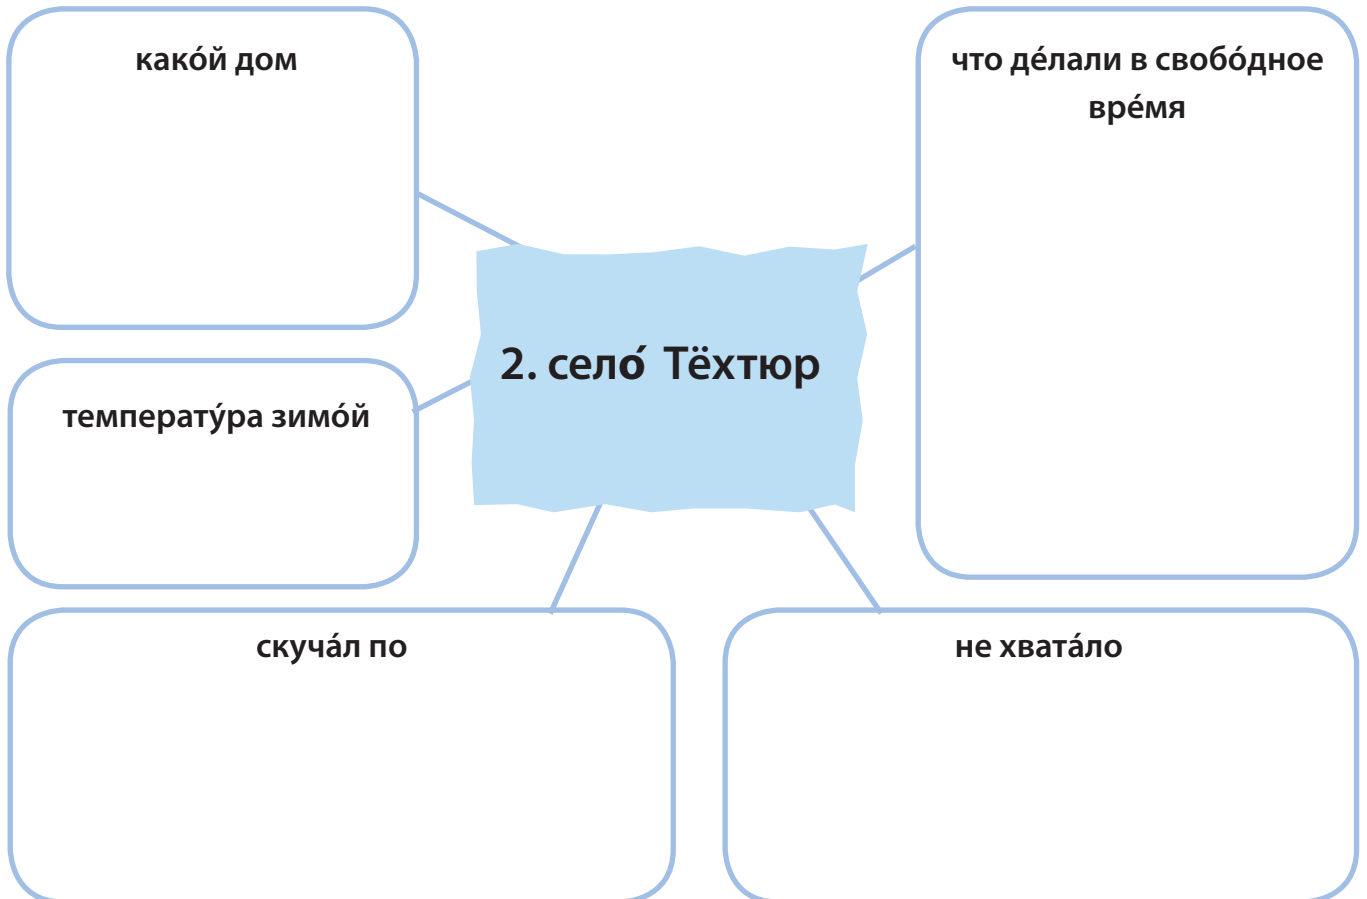 како́й дом
что де́лали в свобо́дное
вре́мя
2. село́ Тёхтюр
температу́ра зимо́й
скуча́л по
не хвата́ло